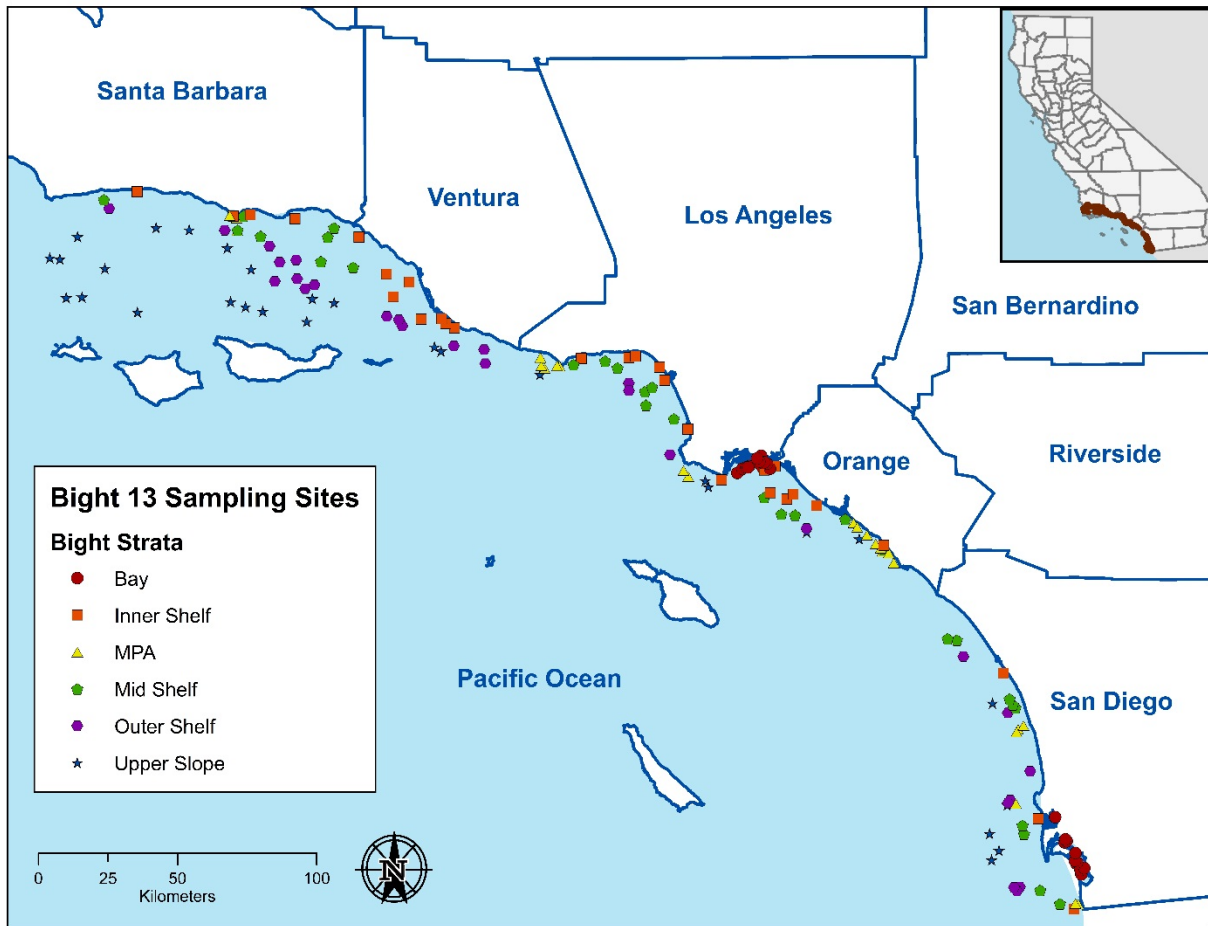 Santa Barbara
Ventura
Los Angeles
San Bernardino
Orange
Riverside
Bight 13 Sampling Sites
Bight Strata
Bay
Inner Shelf
MPA
Mid Shelf
Outer Shelf
Upper Slope
Pacific Ocean
San Diego
0 25 50 100
Kilometers
N